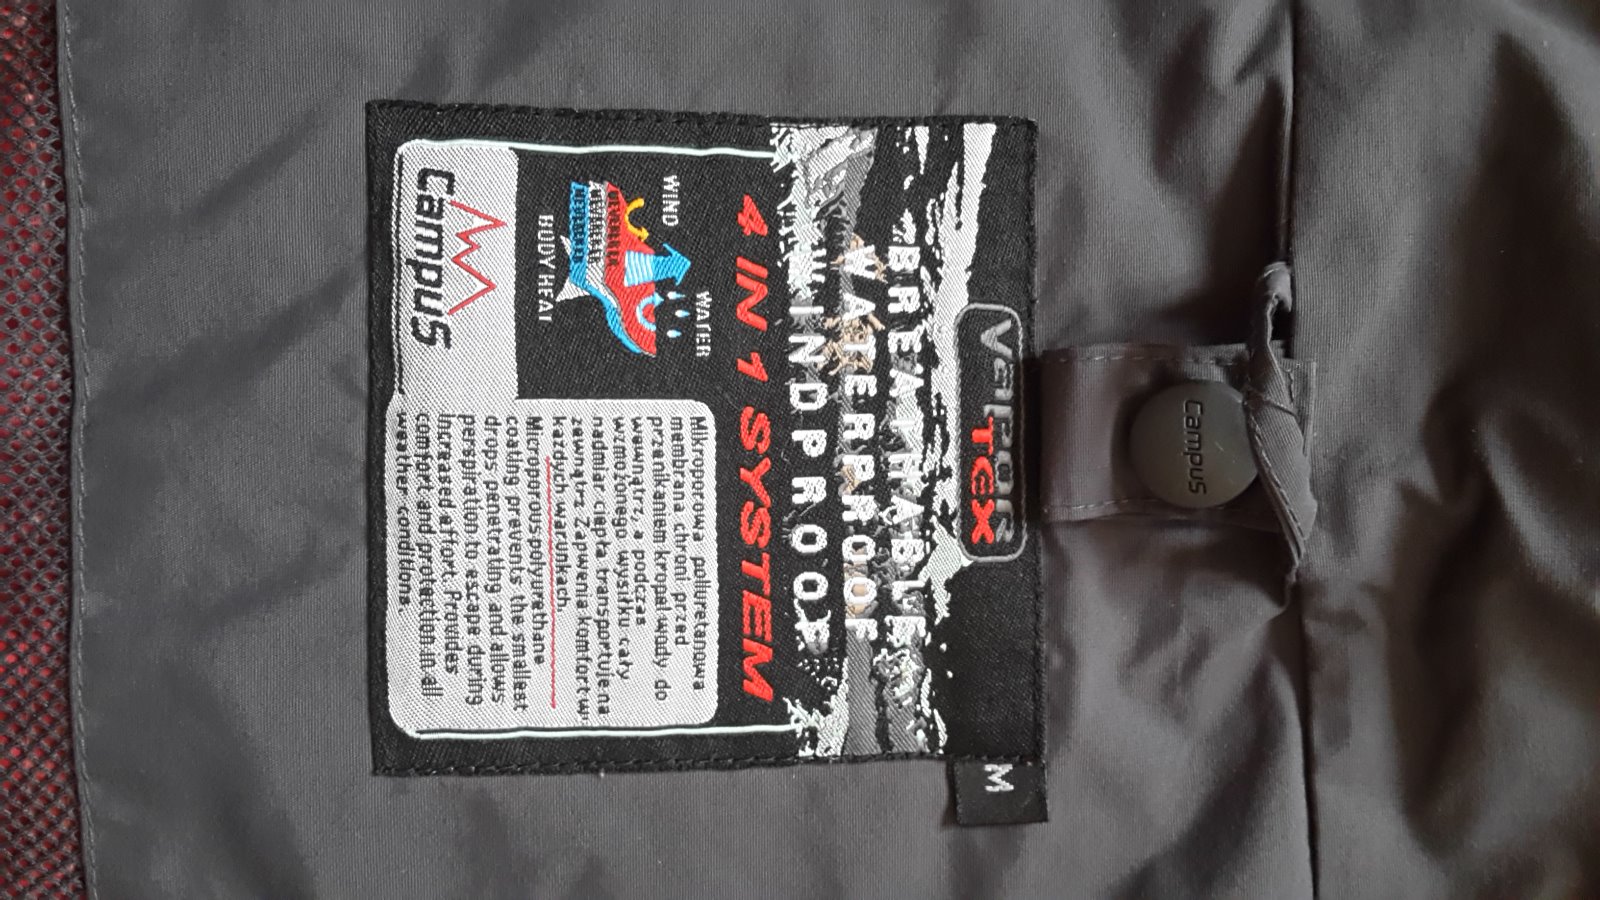 Campus
Vapor
Tex
BREATHABLE
WATERPROOF
WINDPROOF
4 IN 1 SYSTEM
WIND
WATER
BODY HEAT
Mikroporowa poliuretanowa
membrana chroni przed
przenikaniem kropel wody do
wewnątrz, a podczas
wzmożonego wysiłku cały
nadmiar ciepła transportuje na
zewnątrz. Zapewnia komfort w
każdych warunkach.
Microporous polyurethane
coating prevents the smallest
drops penetrating and allows
perspiration to escape during
increased effort. Provides
comfort and protection in all
weather conditions.
Campus
M